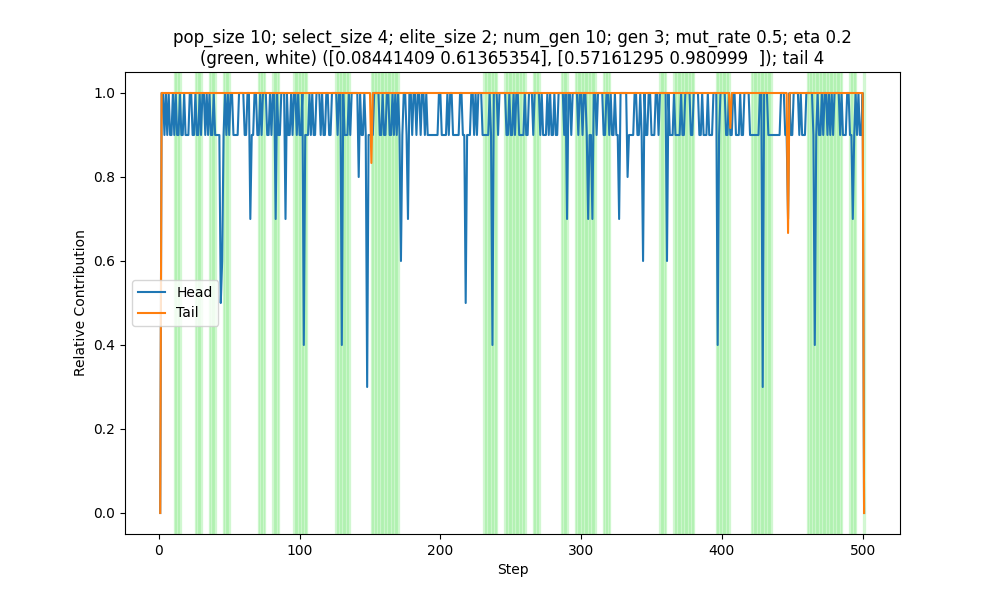 pop_size 10; select_size 4; elite_size 2; num_gen 10; gen 3; mut_rate 0.5; eta 0.2
(green, white) ([0.08441409 0.61365354], [0.57161295 0.980999  ]); tail 4
1.0
0.8
0.6
0.4
0.2
0.0
Relative Contribution
Head
Tail
0
100
200
300
400
500
Step